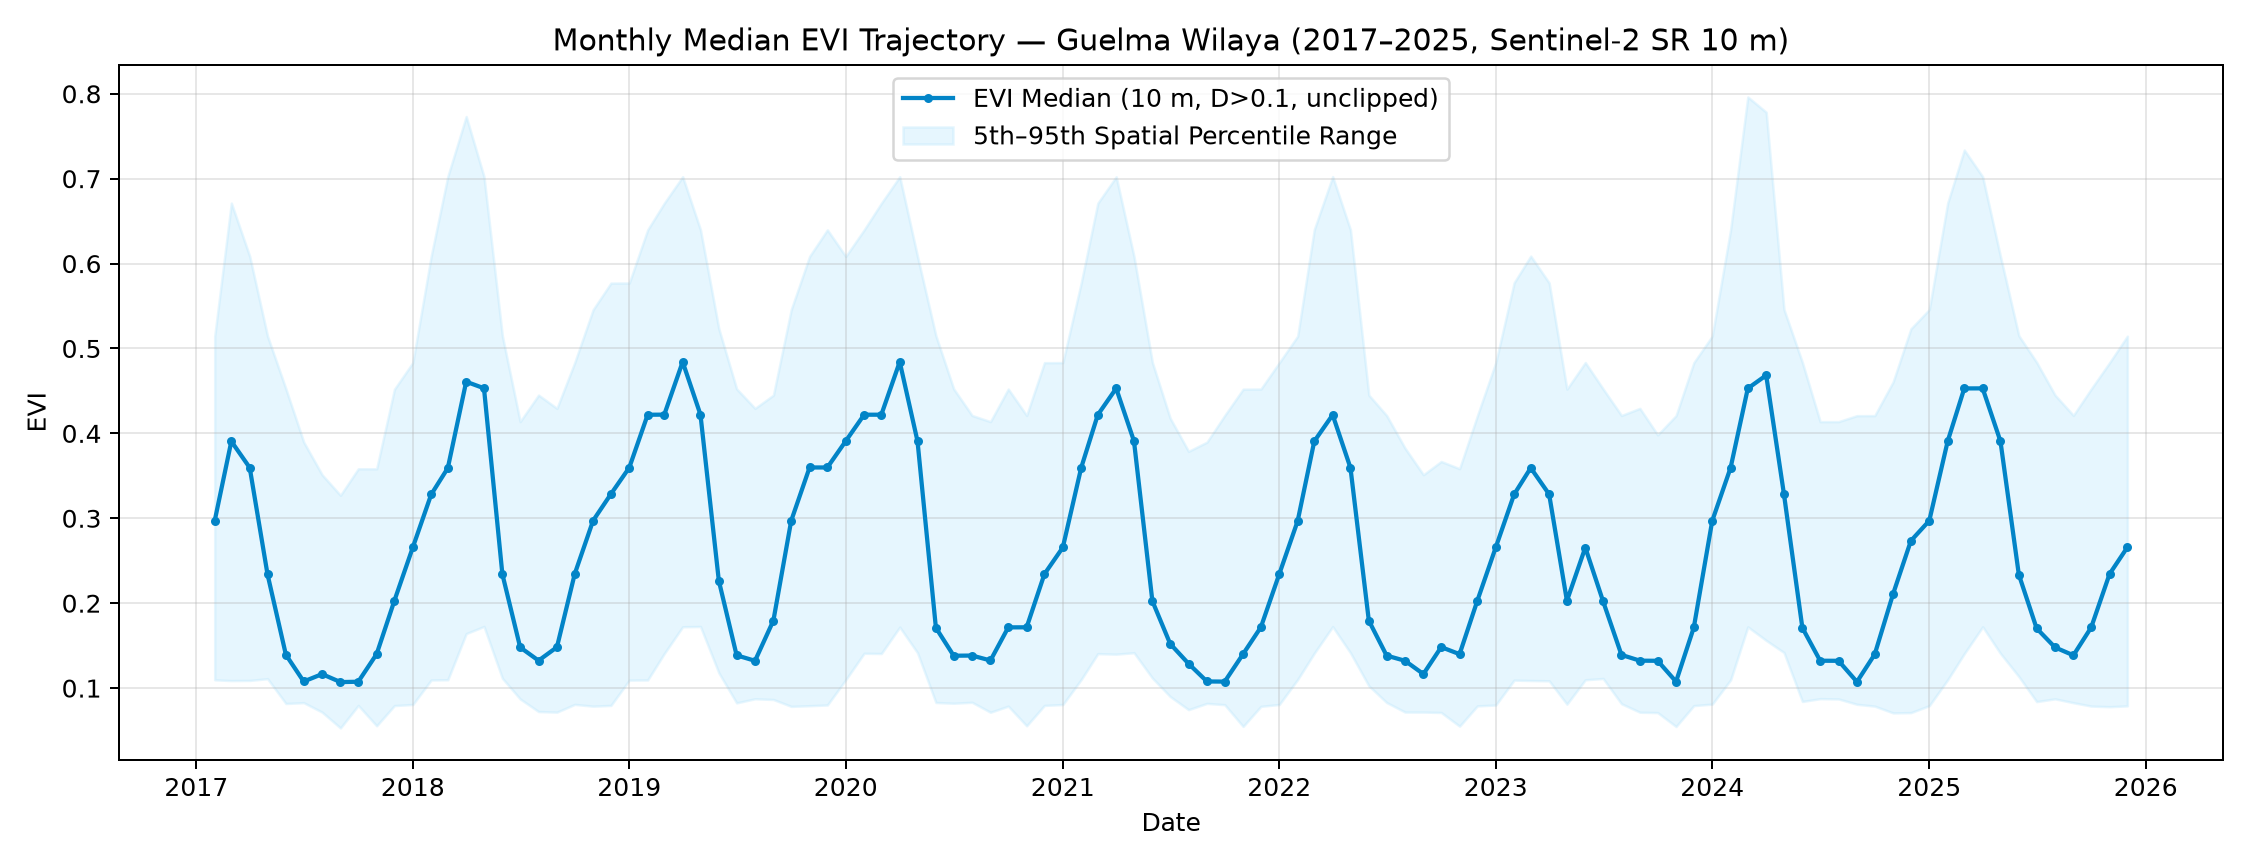 Monthly Median EVI Trajectory — Guelma Wilaya (2017–2025, Sentinel-2 SR 10 m)
EVI Median (10 m, D>0.1, unclipped)
5th–95th Spatial Percentile Range
0.8
0.7
0.6
0.5
0.4
0.3
0.2
0.1
EVI
2017 2018 2019 2020 2021 2022 2023 2024 2025 2026
Date